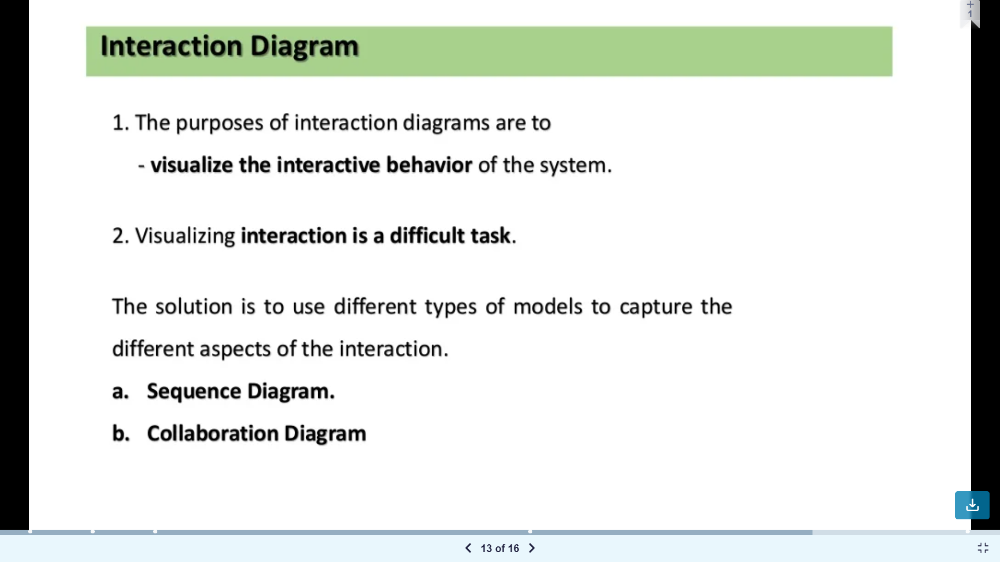 +
1
Interaction Diagram
1. The purposes of interaction diagrams are to
- visualize the interactive behavior of the system.
2. Visualizing interaction is a difficult task.
The solution is to use different types of models to capture the
different aspects of the interaction.
a. Sequence Diagram.
b. Collaboration Diagram
13 of 16